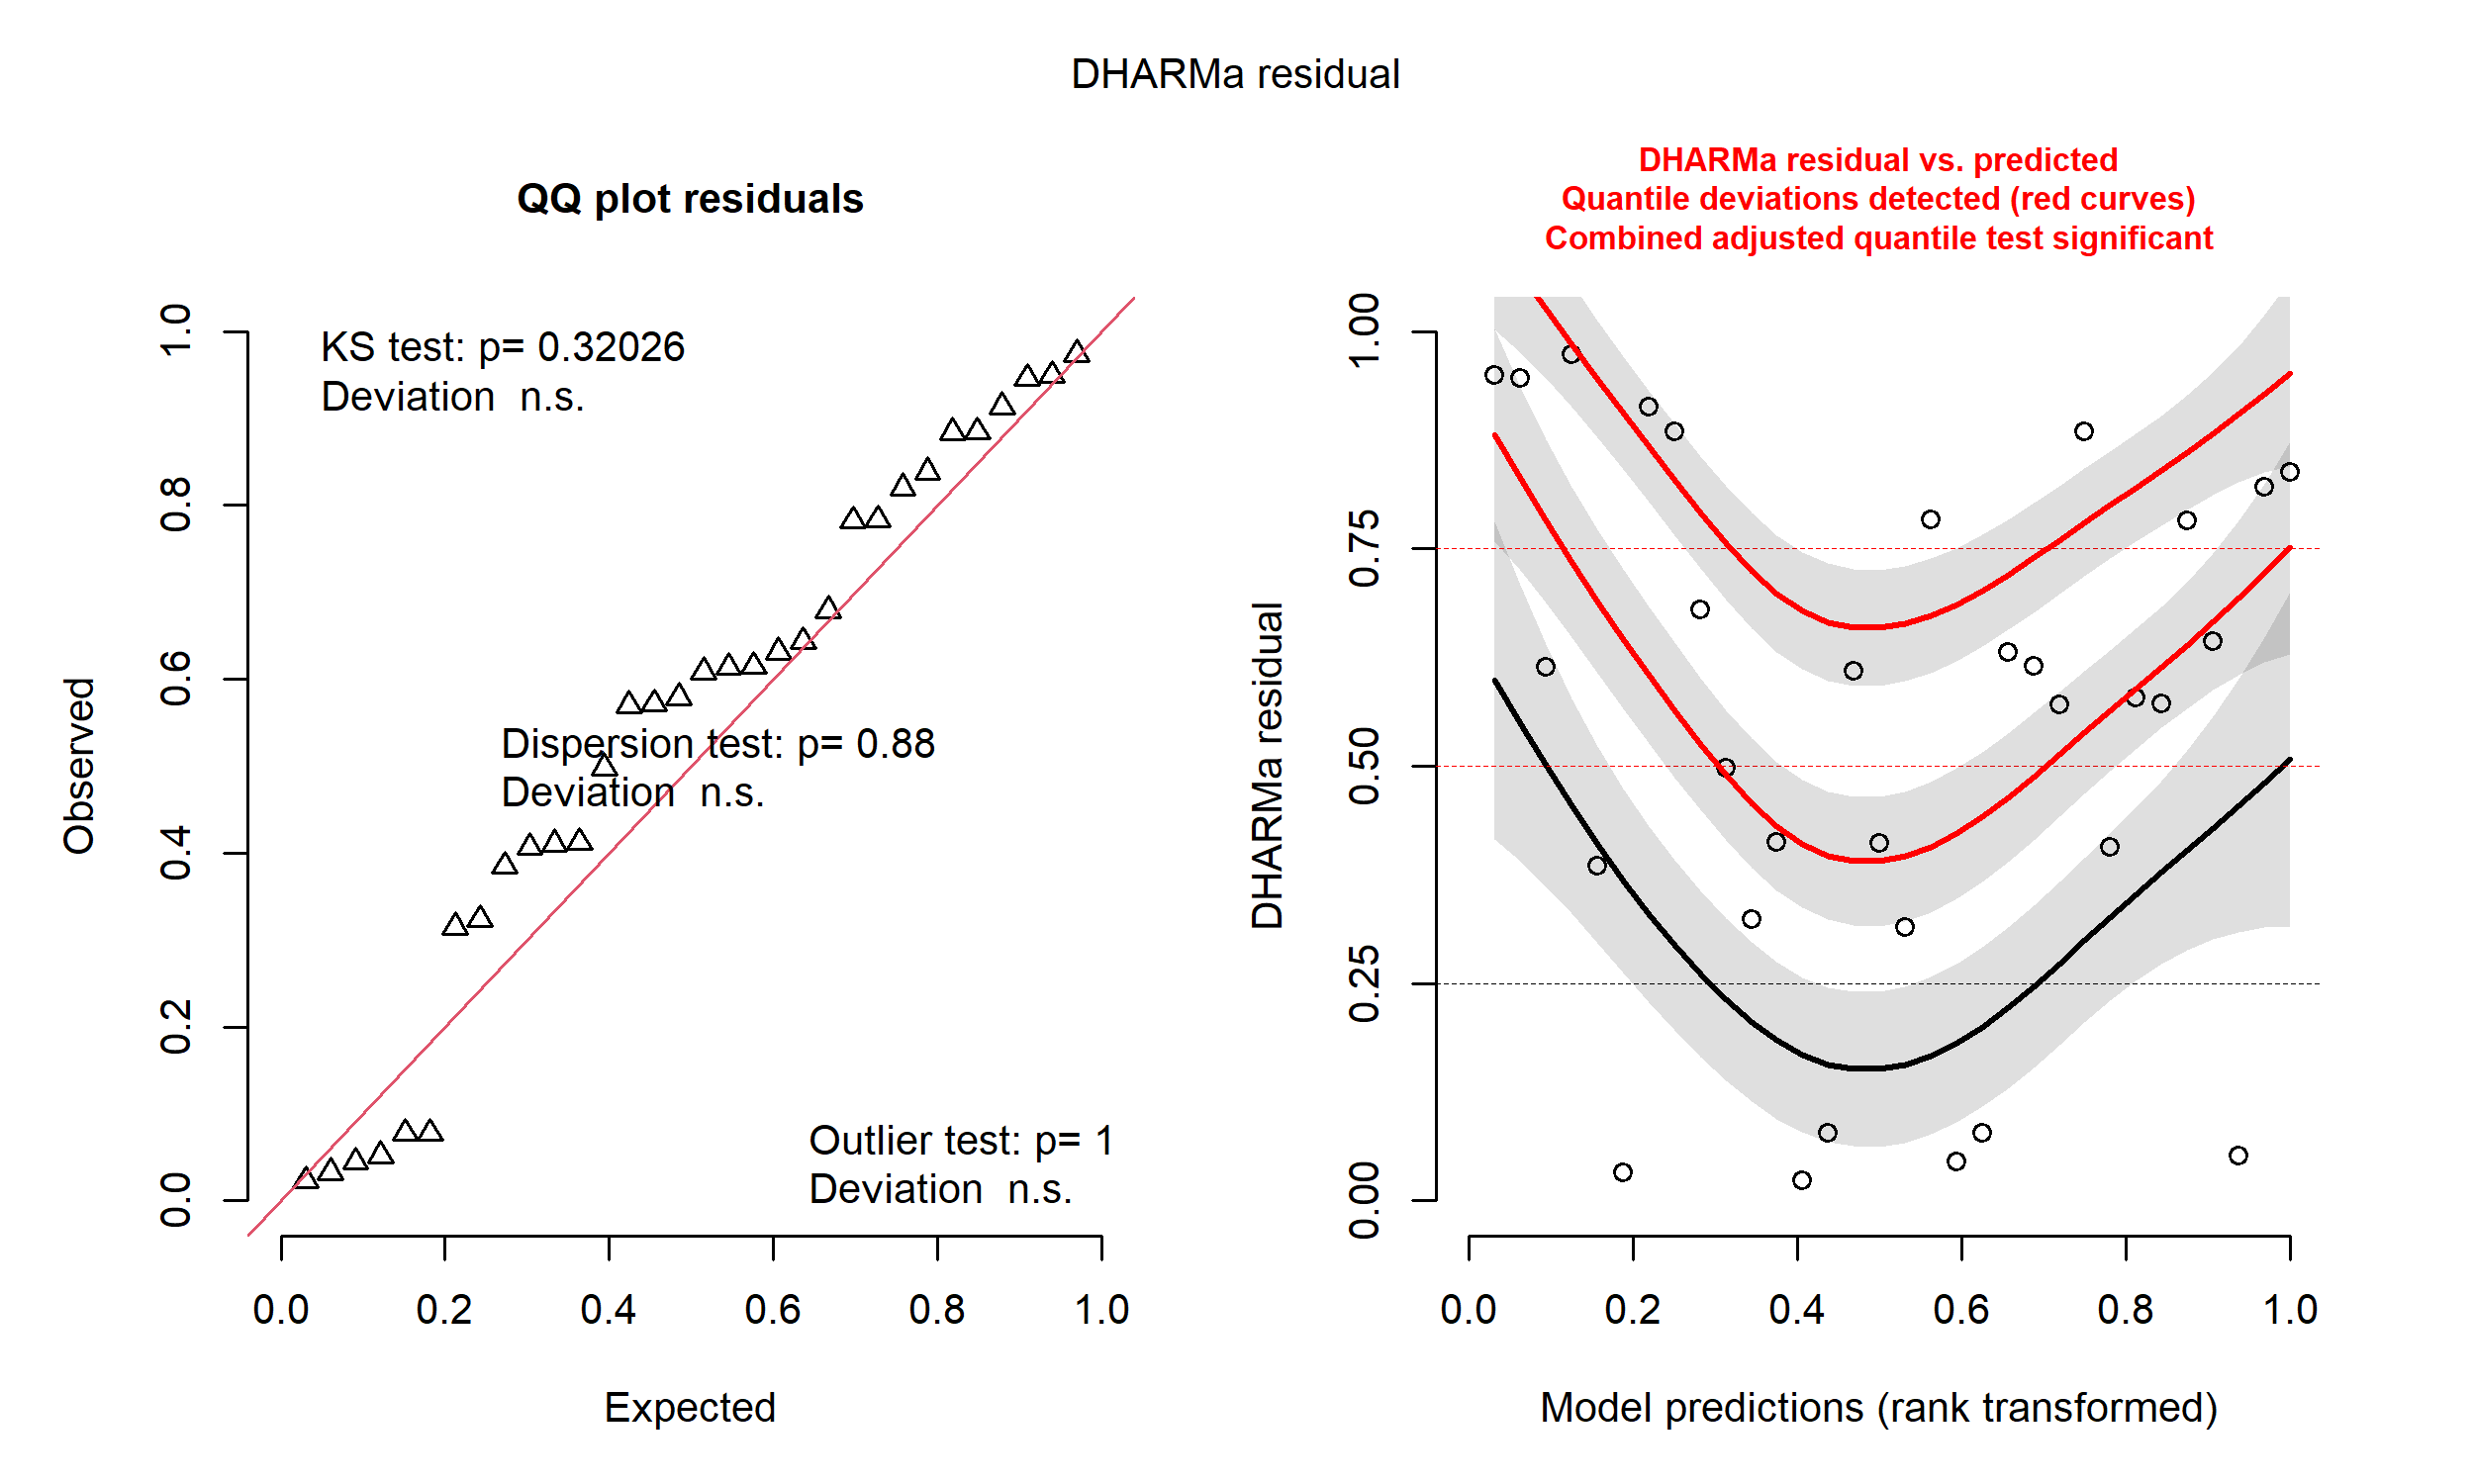 DHARMa residual
QQ plot residuals
KS test: p= 0.32026
Deviation  n.s.
Dispersion test: p= 0.88
Deviation  n.s.
Outlier test: p= 1
Deviation  n.s.
Observed
1.0
0.8
0.6
0.4
0.2
0.0
0.0 0.2 0.4 0.6 0.8 1.0
Expected
DHARMa residual vs. predicted
Quantile deviations detected (red curves)
Combined adjusted quantile test significant
DHARMa residual
1.00
0.75
0.50
0.25
0.00
0.0 0.2 0.4 0.6 0.8 1.0
Model predictions (rank transformed)